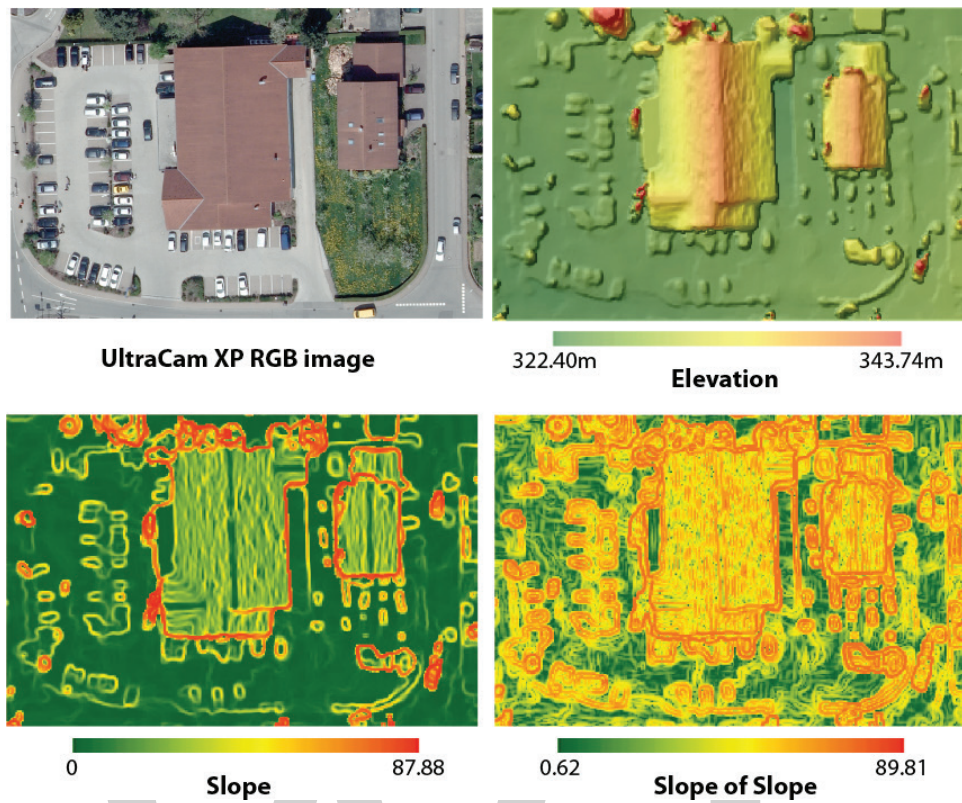 UltraCam XP RGB image
322.40m 343.74m
Elevation
0 87.88
Slope
0.62 89.81
Slope of Slope